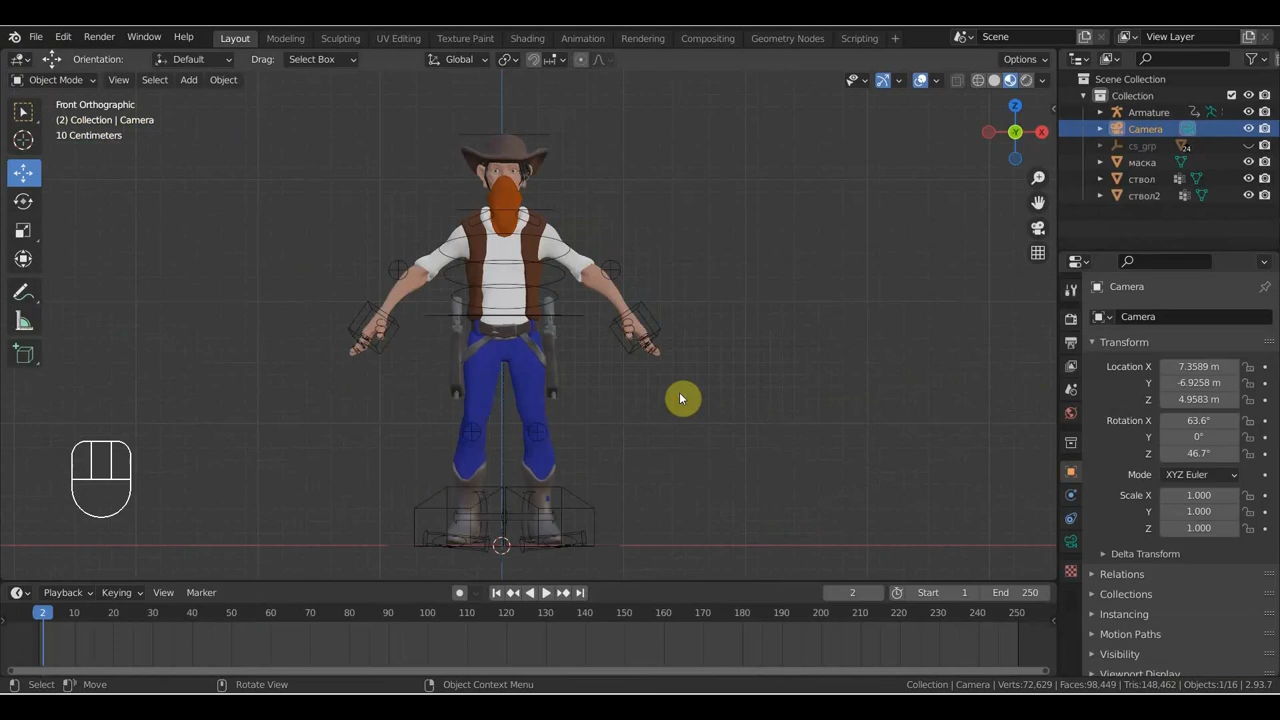 File Edit Render Window Help Layout Modeling Sculpting UV Editing Texture Paint Shading Animation Rendering Compositing Geometry Nodes Scripting + Scene View Layer
Orientation: Default Drag: Select Box Global Options
Object Mode View Select Add Object
Front Orthographic
(2) Collection | Camera
10 Centimeters
Z
X
-Y
Scene Collection
Collection
Armature
Camera
cs_grp 24
маска
ствол
ствол2
Camera
Camera
Transform
Location X 7.3589 m
Y -6.9258 m
Z 4.9583 m
Rotation X 63.6°
Y 0°
Z 46.7°
Mode XYZ Euler
Scale X 1.000
Y 1.000
Z 1.000
Delta Transform
Relations
Collections
Instancing
Motion Paths
Visibility
Viewport Display
Playback Keying View Marker 2 Start 1 End 250
2 10 20 30 40 50 60 70 80 90 100 110 120 130 140 150 160 170 180 190 200 210 220 230 240 250
Select Move Rotate View Object Context Menu Collection | Camera | Verts:72,629 | Faces:98,449 | Tris:148,462 | Objects:1/16 | 2.93.7